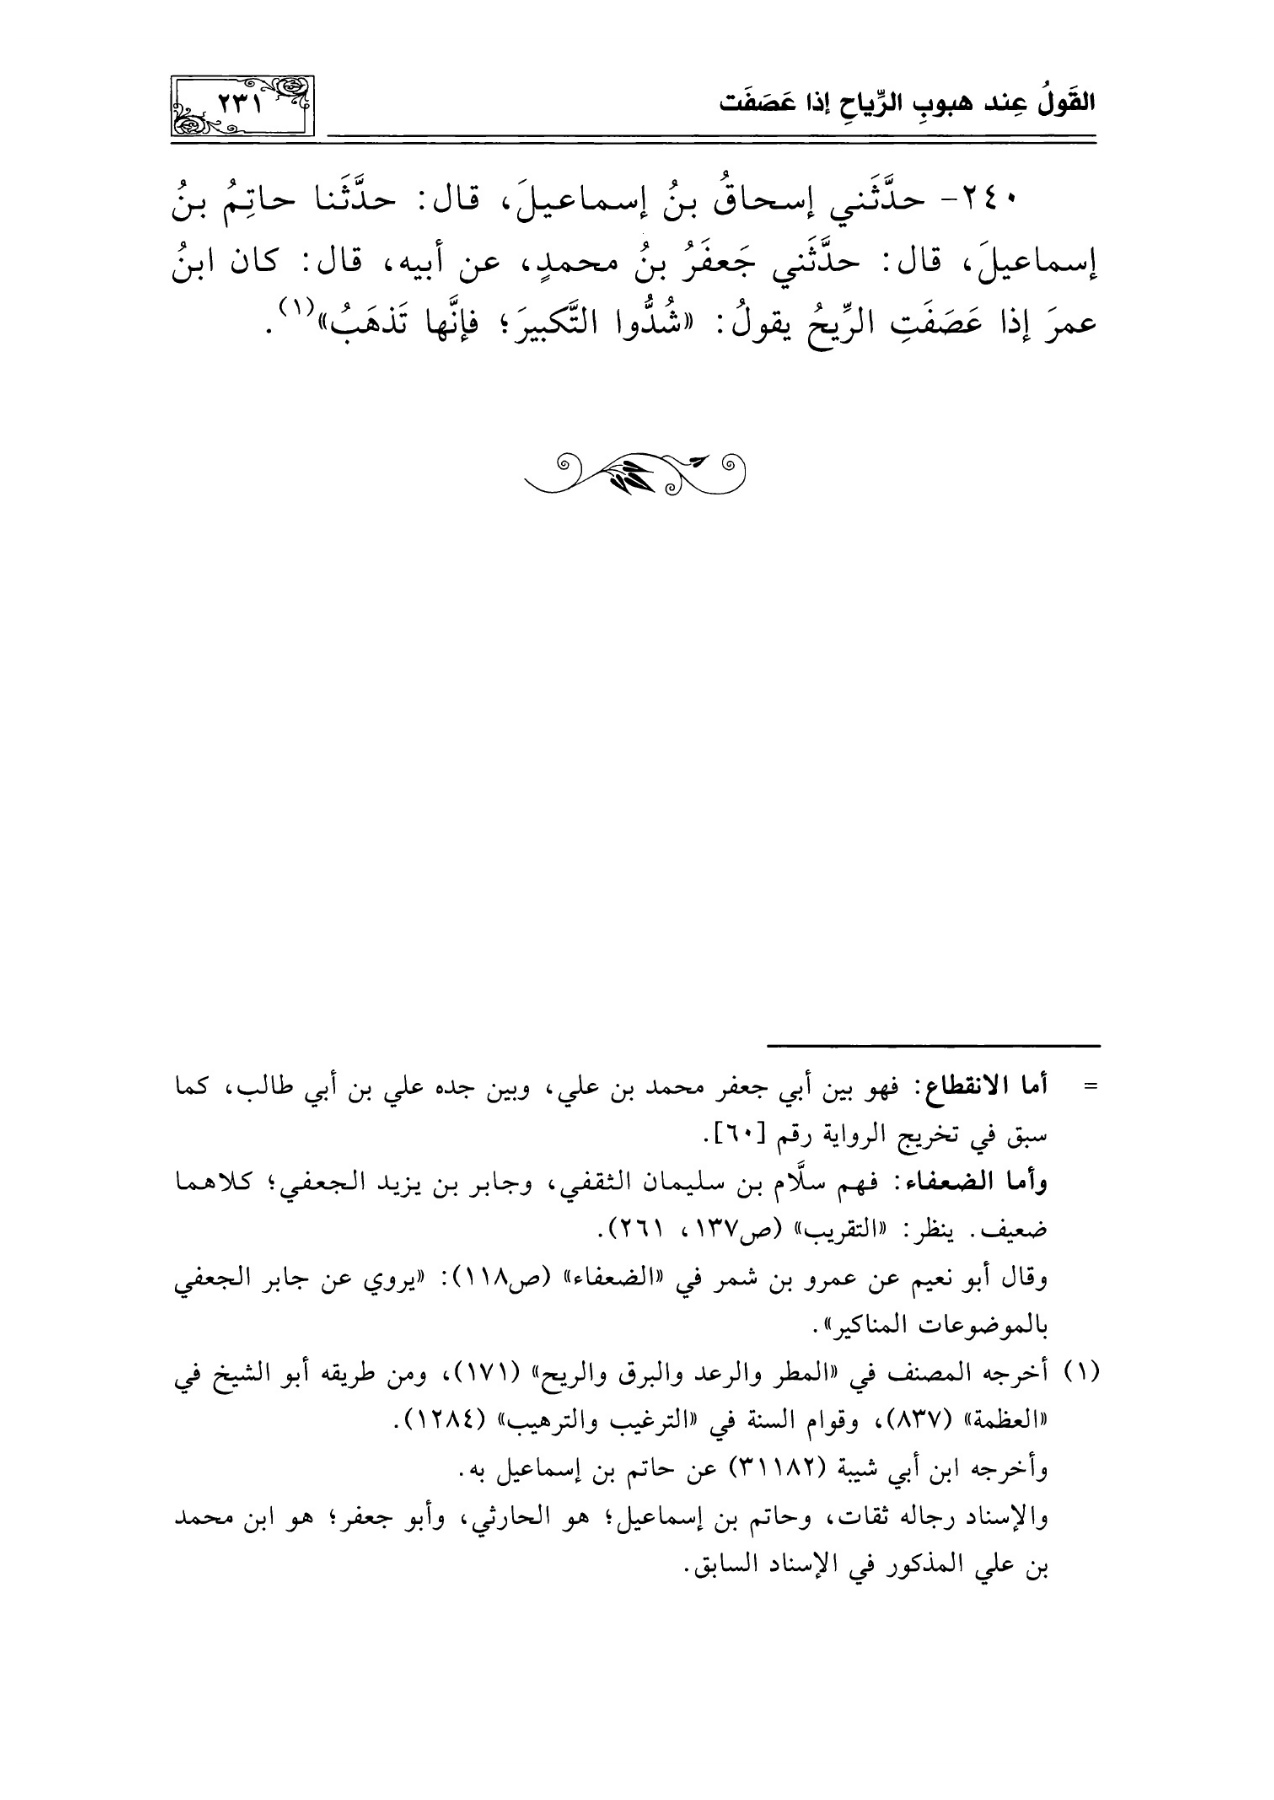 القَولُ عِند هبوبِ الرِّياحِ إذا عَصَفَت
٢٣١
٢٤٠- حدَّثَني إسحاقُ بنُ إسماعيلَ، قال: حدَّثَنا حاتِمُ بنُ
إسماعيلَ، قال: حدَّثَني جَعفَرُ بنُ محمدٍ، عن أبيه، قال: كان ابنُ
عمرَ إذا عَصَفَتِ الرِّيحُ يقولُ: «شُدُّوا التَّكبيرَ؛ فإنَّها تَذهَبُ»(١).
= أما الانقطاع: فهو بين أبي جعفر محمد بن علي، وبين جده علي بن أبي طالب، كما
سبق في تخريج الرواية رقم [٦٠].
وأما الضعفاء: فهم سلَّام بن سليمان الثقفي، وجابر بن يزيد الجعفي؛ كلاهما
ضعيف. ينظر: «التقريب» (ص١٣٧، ٢٦١).
وقال أبو نعيم عن عمرو بن شمر في «الضعفاء» (ص١١٨): «يروي عن جابر الجعفي
بالموضوعات المناكير».
(١) أخرجه المصنف في «المطر والرعد والبرق والريح» (١٧١)، ومن طريقه أبو الشيخ في
«العظمة» (٨٣٧)، وقوام السنة في «الترغيب والترهيب» (١٢٨٤).
وأخرجه ابن أبي شيبة (٣١١٨٢) عن حاتم بن إسماعيل به.
والإسناد رجاله ثقات، وحاتم بن إسماعيل؛ هو الحارثي، وأبو جعفر؛ هو ابن محمد
بن علي المذكور في الإسناد السابق.